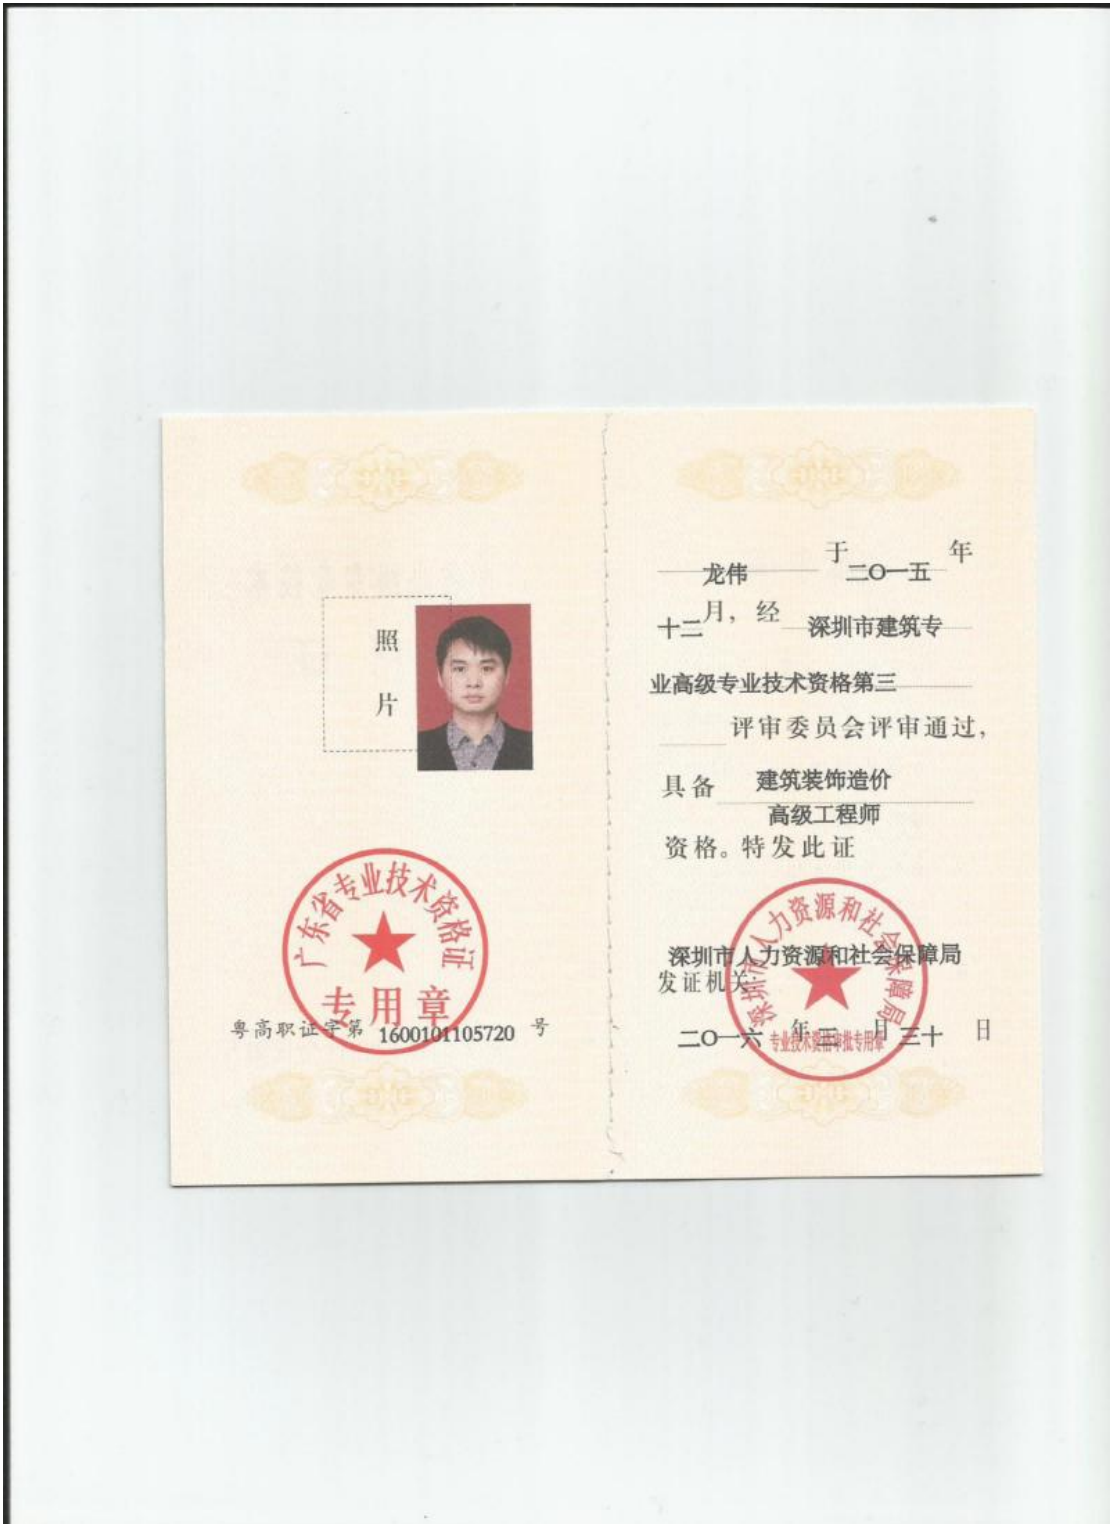 照
片
广东省专业技术资格证
专用章
粤高职证字第 1600101105720 号
龙伟 于 二〇一五 年
十二 月，经 深圳市建筑专
业高级专业技术资格第三
评审委员会评审通过，
具备 建筑装饰造价
高级工程师
资格。特发此证
深圳市人力资源和社会保障局
深圳市人力资源和社会保障局
发证机关：
二〇一六 年 三 月 三十 日
专业技术资格审批专用章